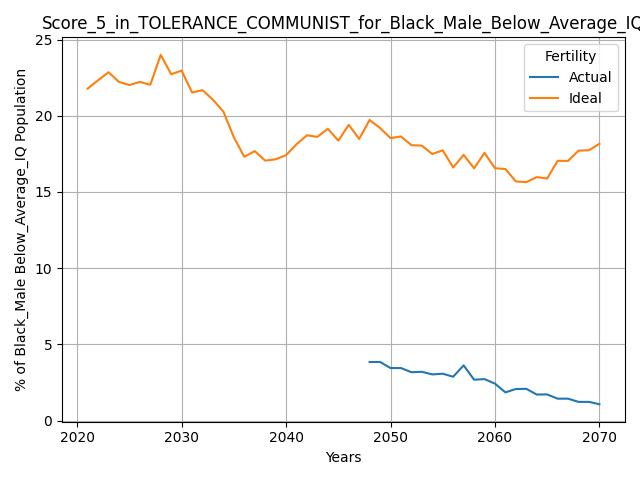 Score_5_in_TOLERANCE_COMMUNIST_for_Black_Male_Below_Average_IQ
Fertility
Actual
Ideal
% of Black_Male Below_Average_IQ Population
25
20
15
10
5
0
2020
2030
2040
2050
2060
2070
Years